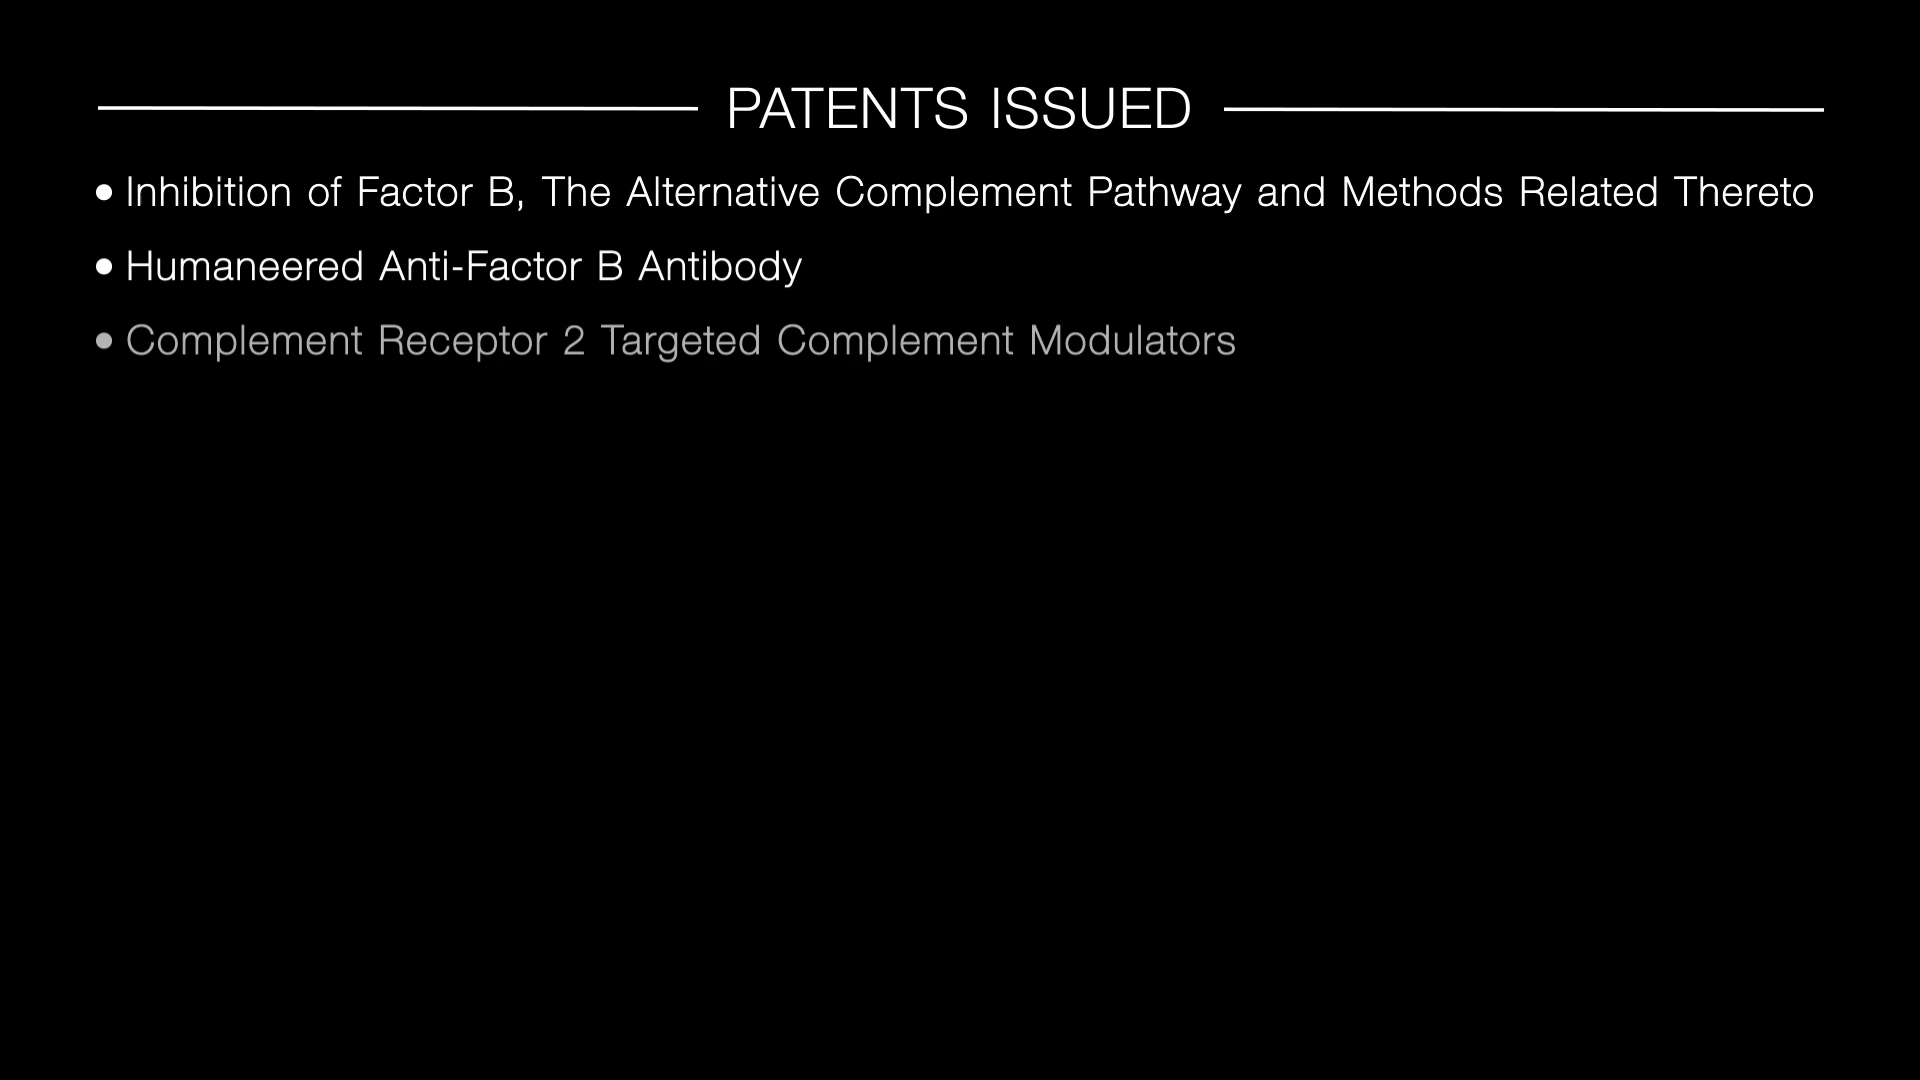 PATENTS ISSUED
• Inhibition of Factor B, The Alternative Complement Pathway and Methods Related Thereto
• Humaneered Anti-Factor B Antibody
• Complement Receptor 2 Targeted Complement Modulators